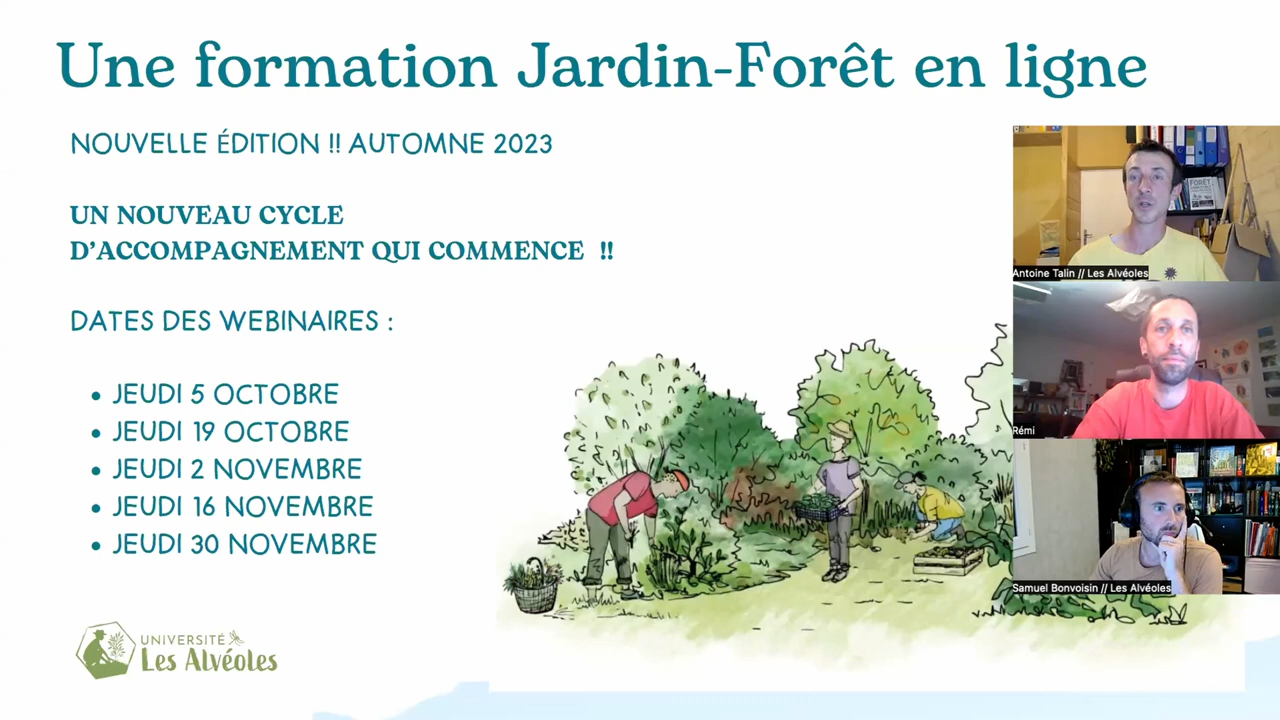 Une formation Jardin-Forêt en ligne
NOUVELLE ÉDITION !! AUTOMNE 2023
UN NOUVEAU CYCLE
D'ACCOMPAGNEMENT QUI COMMENCE !!
DATES DES WEBINAIRES :
• JEUDI 5 OCTOBRE
• JEUDI 19 OCTOBRE
• JEUDI 2 NOVEMBRE
• JEUDI 16 NOVEMBRE
• JEUDI 30 NOVEMBRE
UNIVERSITÉ
Les Alvéoles
FORÊT
Antoine Talin // Les Alvéoles
Rémi
Samuel Bonvoisin // Les Alvéoles